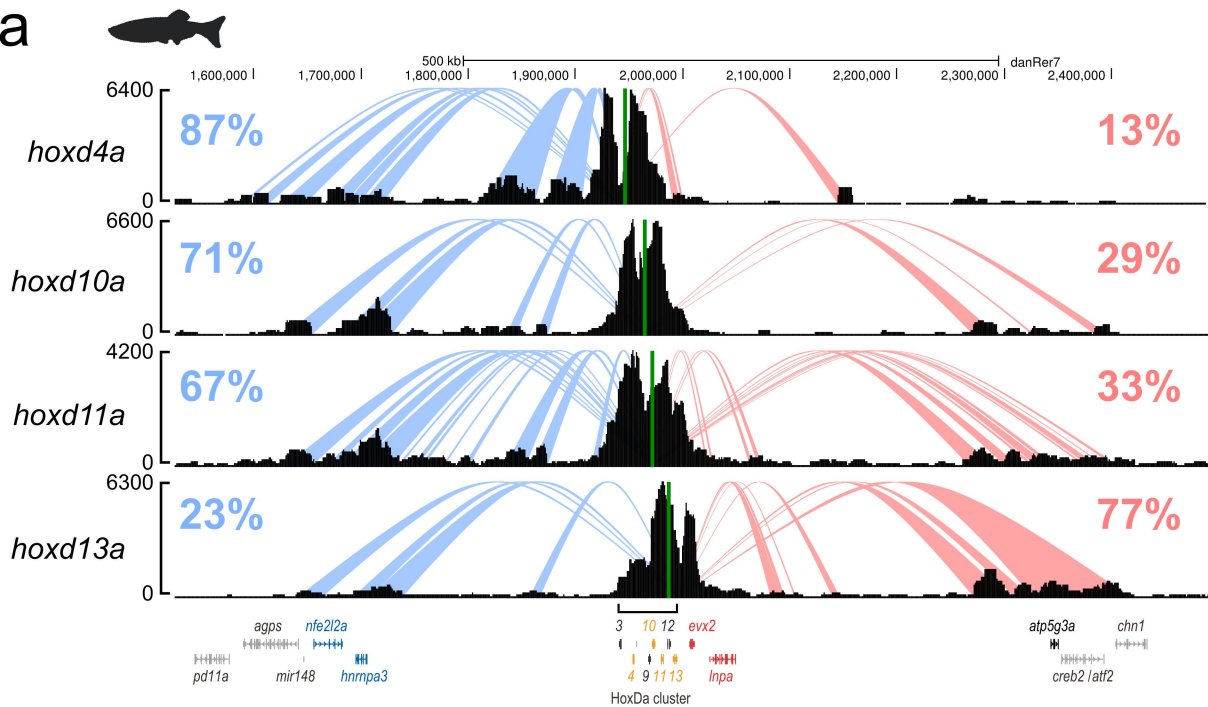 a
500 kb danRer7
1,600,000 1,700,000 1,800,000 1,900,000 2,000,000 2,100,000 2,200,000 2,300,000 2,400,000
6400
87% 13%
hoxd4a
0
6600
71% 29%
hoxd10a
0
4200
67% 33%
hoxd11a
0
6300
23% 77%
hoxd13a
0
agps nfe2l2a 3 10 12 evx2 atp5g3a chn1
pd11a mir148 hnrnpa3 4 9 11 13 lnpa creb2 /atf2
HoxDa cluster